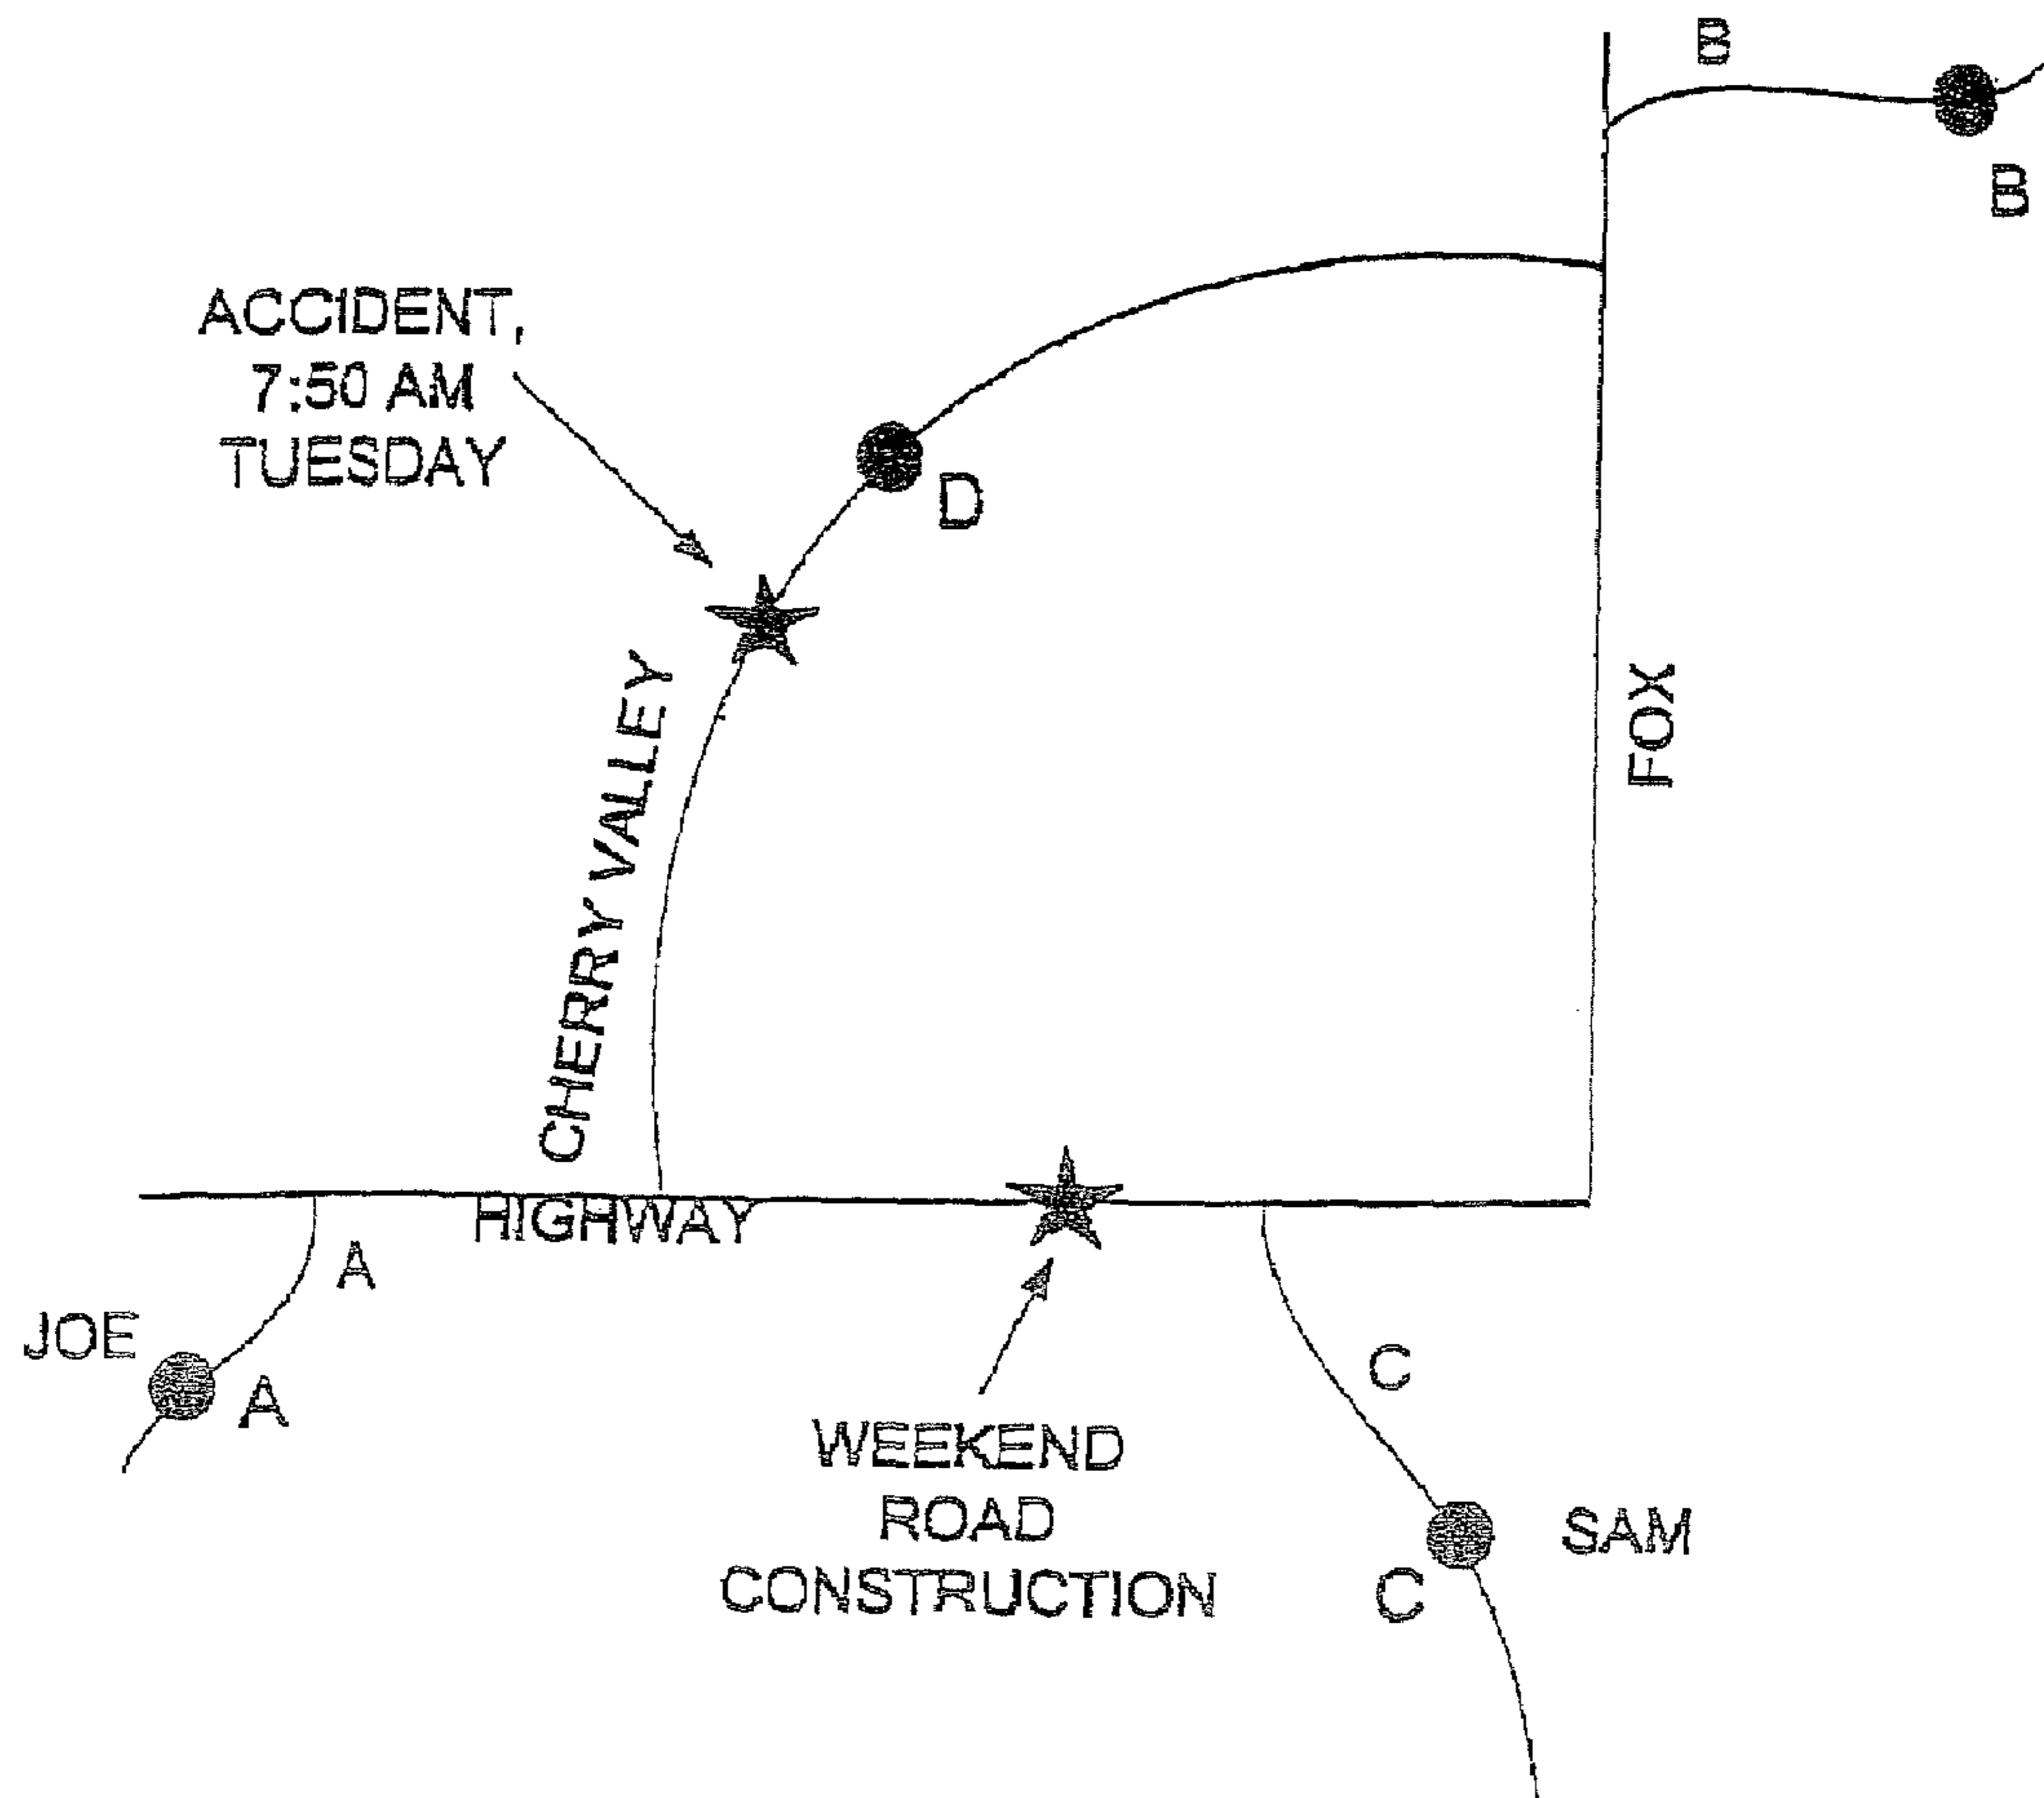 B
B
ACCIDENT,
7:50 AM
TUESDAY
D
CHERRY VALLEY
FOX
HIGHWAY
A
JOE
A
C
WEEKEND
ROAD
CONSTRUCTION
SAM
C